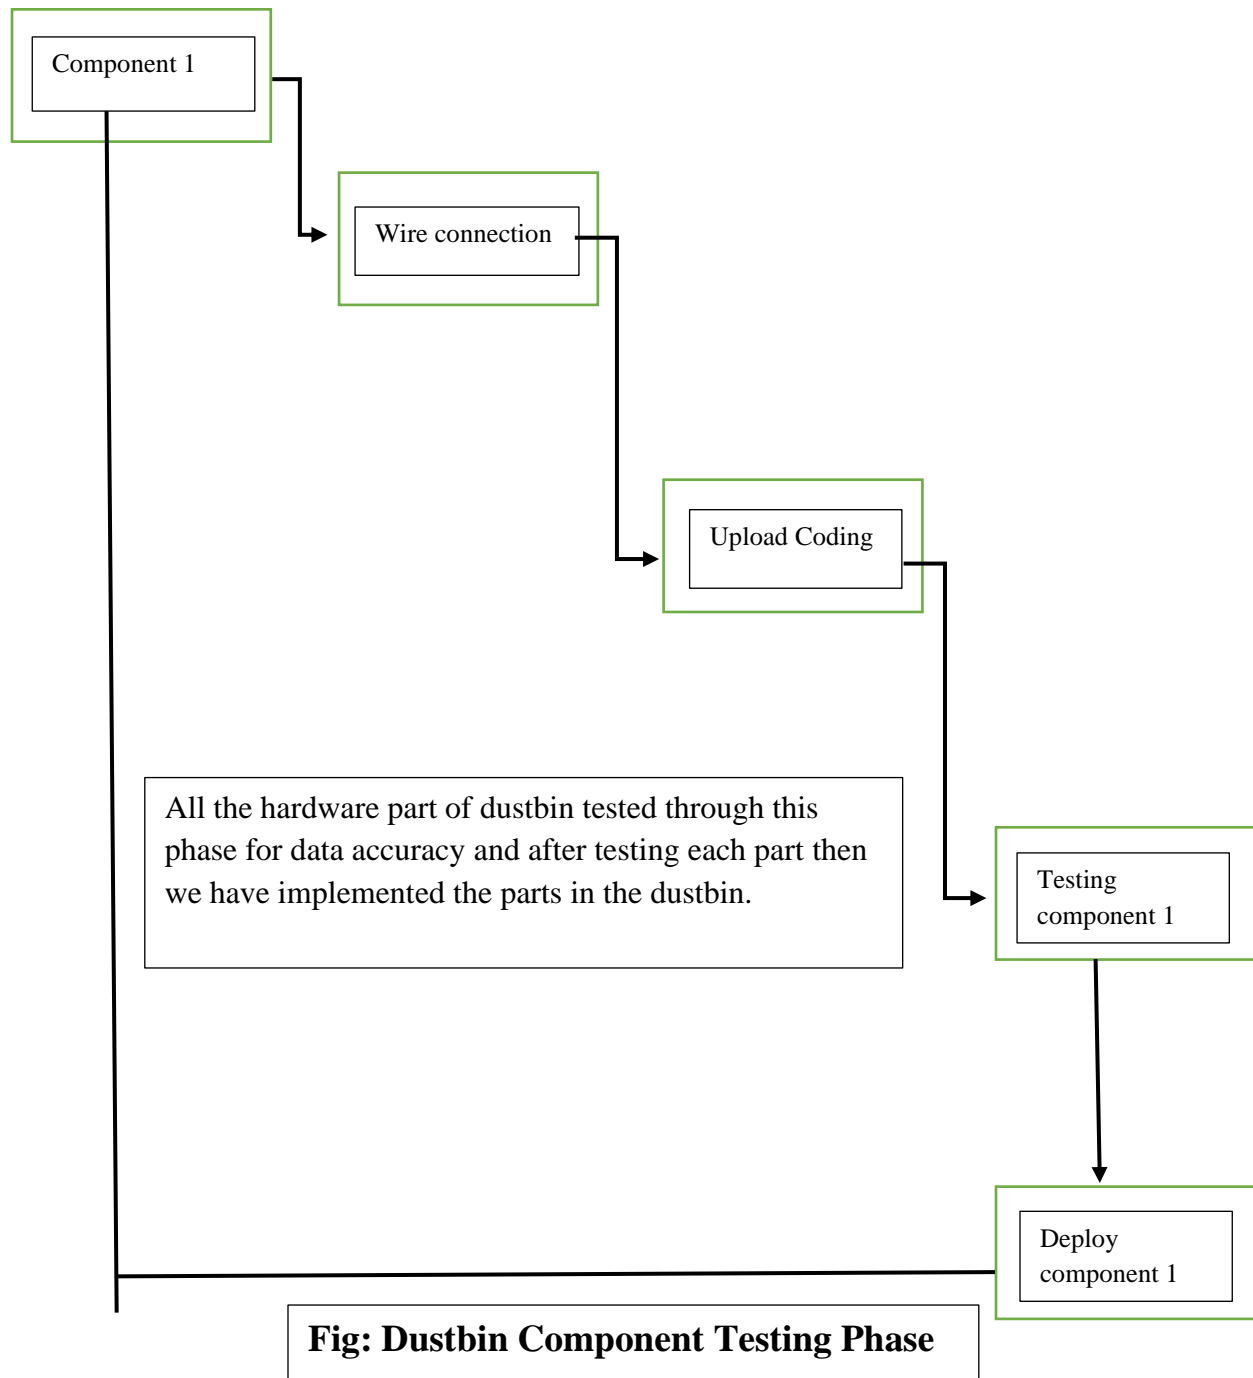 Component 1
Wire connection
Upload Coding
All the hardware part of dustbin tested through this
phase for data accuracy and after testing each part then
we have implemented the parts in the dustbin.
Testing
component 1
Deploy
component 1
Fig: Dustbin Component Testing Phase